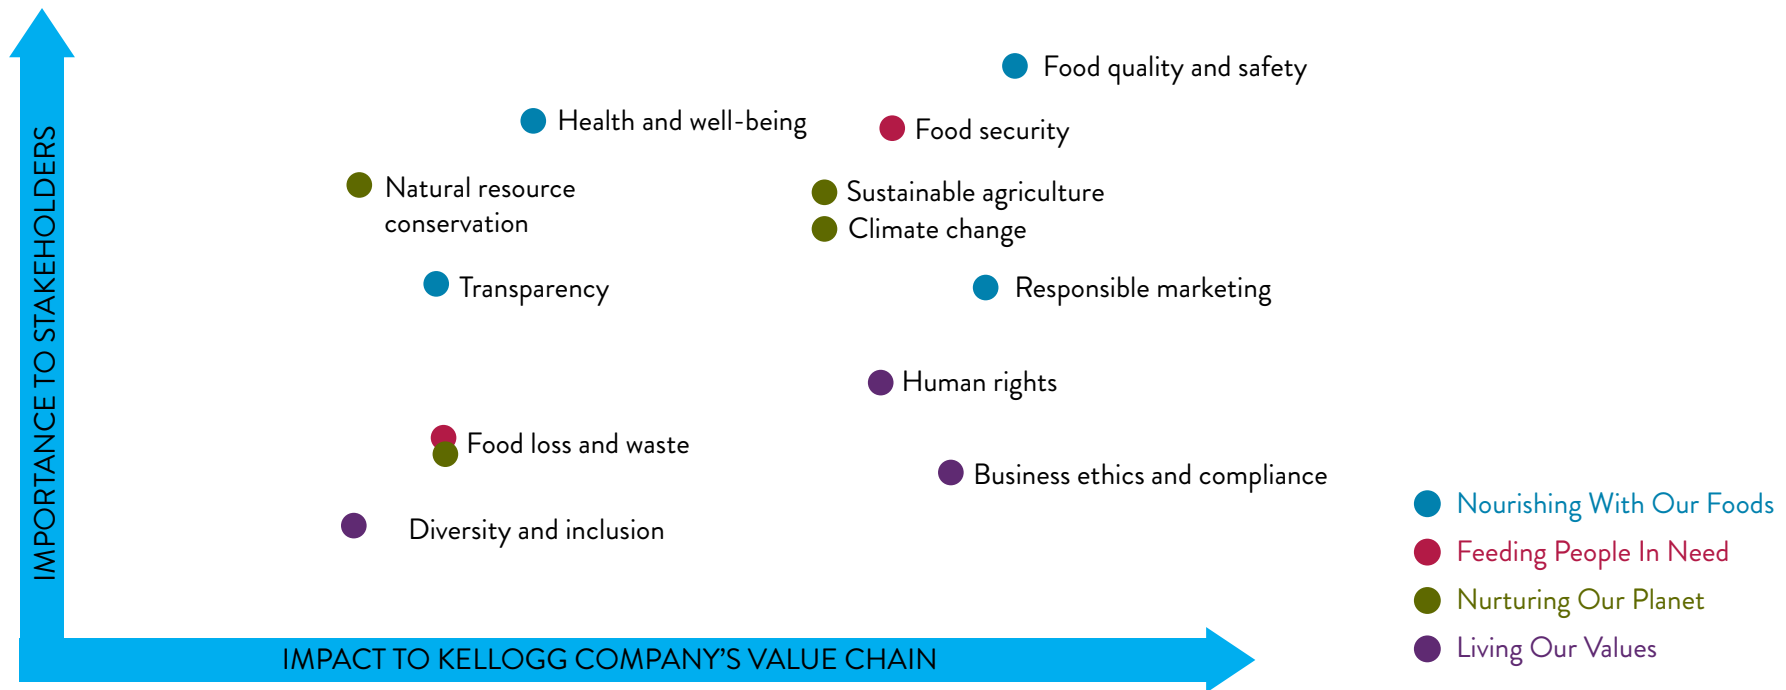 IMPORTANCE TO STAKEHOLDERS
Food quality and safety
Health and well-being
Food security
Natural resource
conservation
Sustainable agriculture
Climate change
Transparency
Responsible marketing
Human rights
Food loss and waste
Business ethics and compliance
Diversity and inclusion
Nourishing With Our Foods
Feeding People In Need
Nurturing Our Planet
Living Our Values
IMPACT TO KELLOGG COMPANY’S VALUE CHAIN